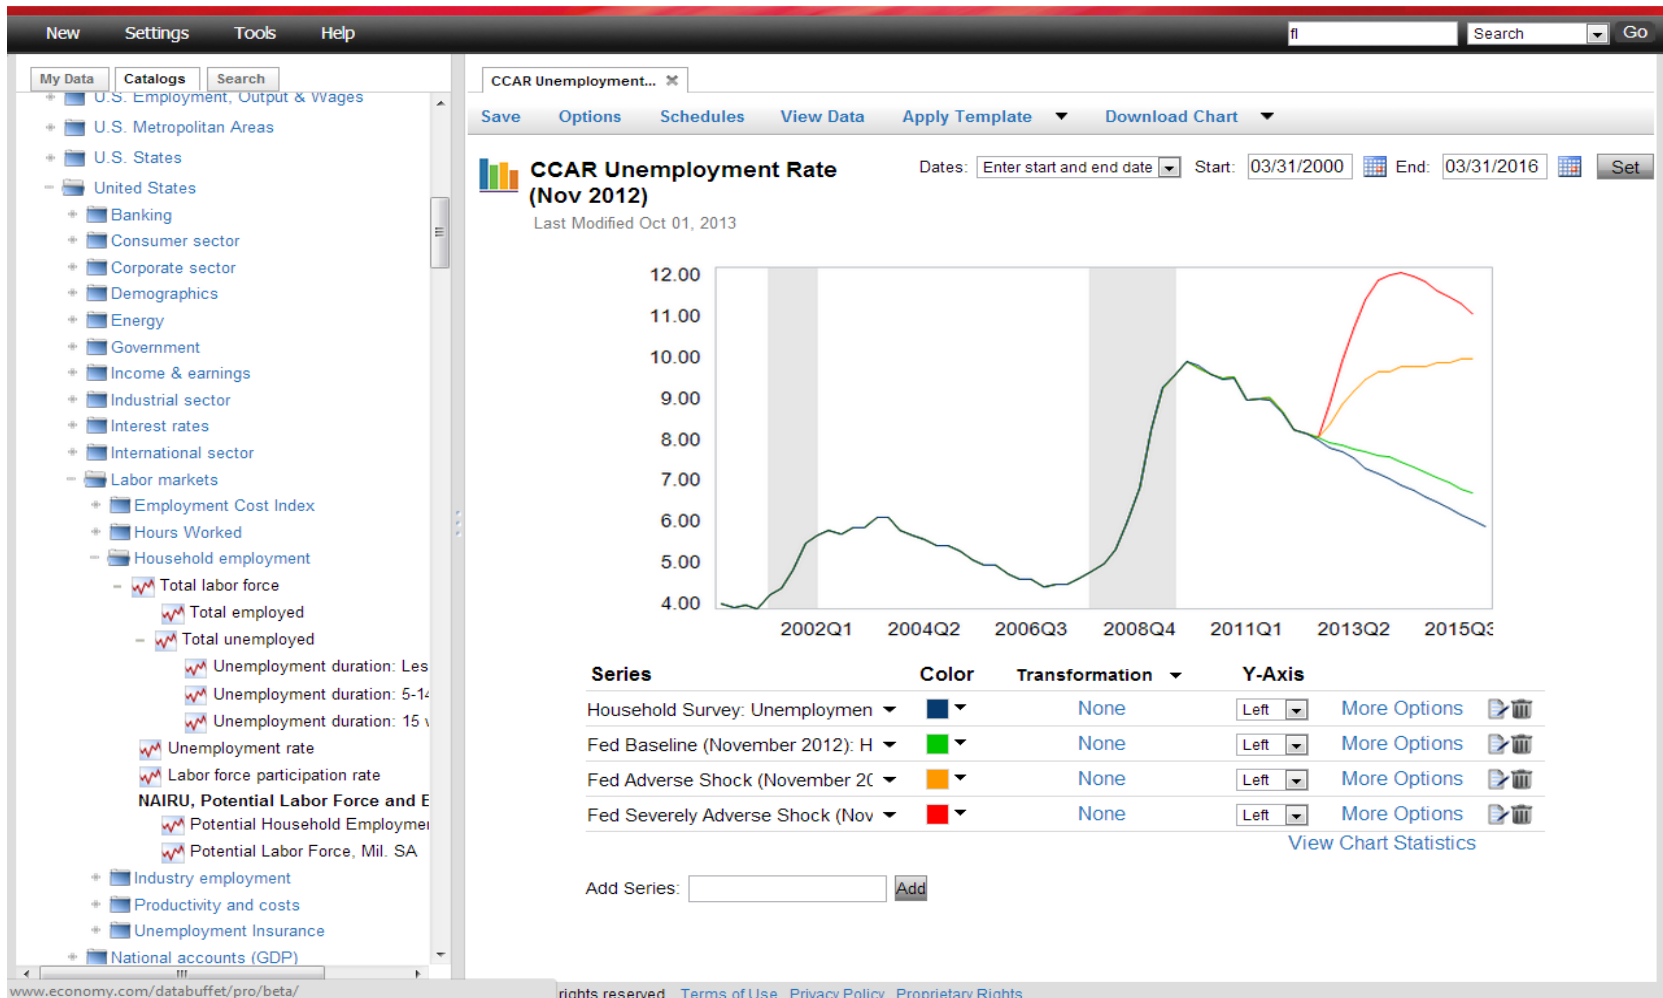 New Settings Tools Help
fl Search Go
My Data Catalogs Search
U.S. Employment, Output & Wages
U.S. Metropolitan Areas
U.S. States
United States
Banking
Consumer sector
Corporate sector
Demographics
Energy
Government
Income & earnings
Industrial sector
Interest rates
International sector
Labor markets
Employment Cost Index
Hours Worked
Household employment
Total labor force
Total employed
Total unemployed
Unemployment duration: Les
Unemployment duration: 5-14
Unemployment duration: 15
Unemployment rate
Labor force participation rate
NAIRU, Potential Labor Force and E
Potential Household Employmen
Potential Labor Force, Mil. SA
Industry employment
Productivity and costs
Unemployment Insurance
National accounts (GDP)
www.economy.com/databuffet/pro/beta/
CCAR Unemployment...
Save Options Schedules View Data Apply Template Download Chart
CCAR Unemployment Rate
(Nov 2012)
Last Modified Oct 01, 2013
Dates: Enter start and end date Start: 03/31/2000 End: 03/31/2016 Set
12.00
11.00
10.00
9.00
8.00
7.00
6.00
5.00
4.00
2002Q1 2004Q2 2006Q3 2008Q4 2011Q1 2013Q2 2015Q3
Series Color Transformation Y-Axis
Household Survey: Unemploymen None Left More Options
Fed Baseline (November 2012): H None Left More Options
Fed Adverse Shock (November 20 None Left More Options
Fed Severely Adverse Shock (Nov None Left More Options
View Chart Statistics
Add Series: Add
rights reserved Terms of Use Privacy Policy Proprietary Rights